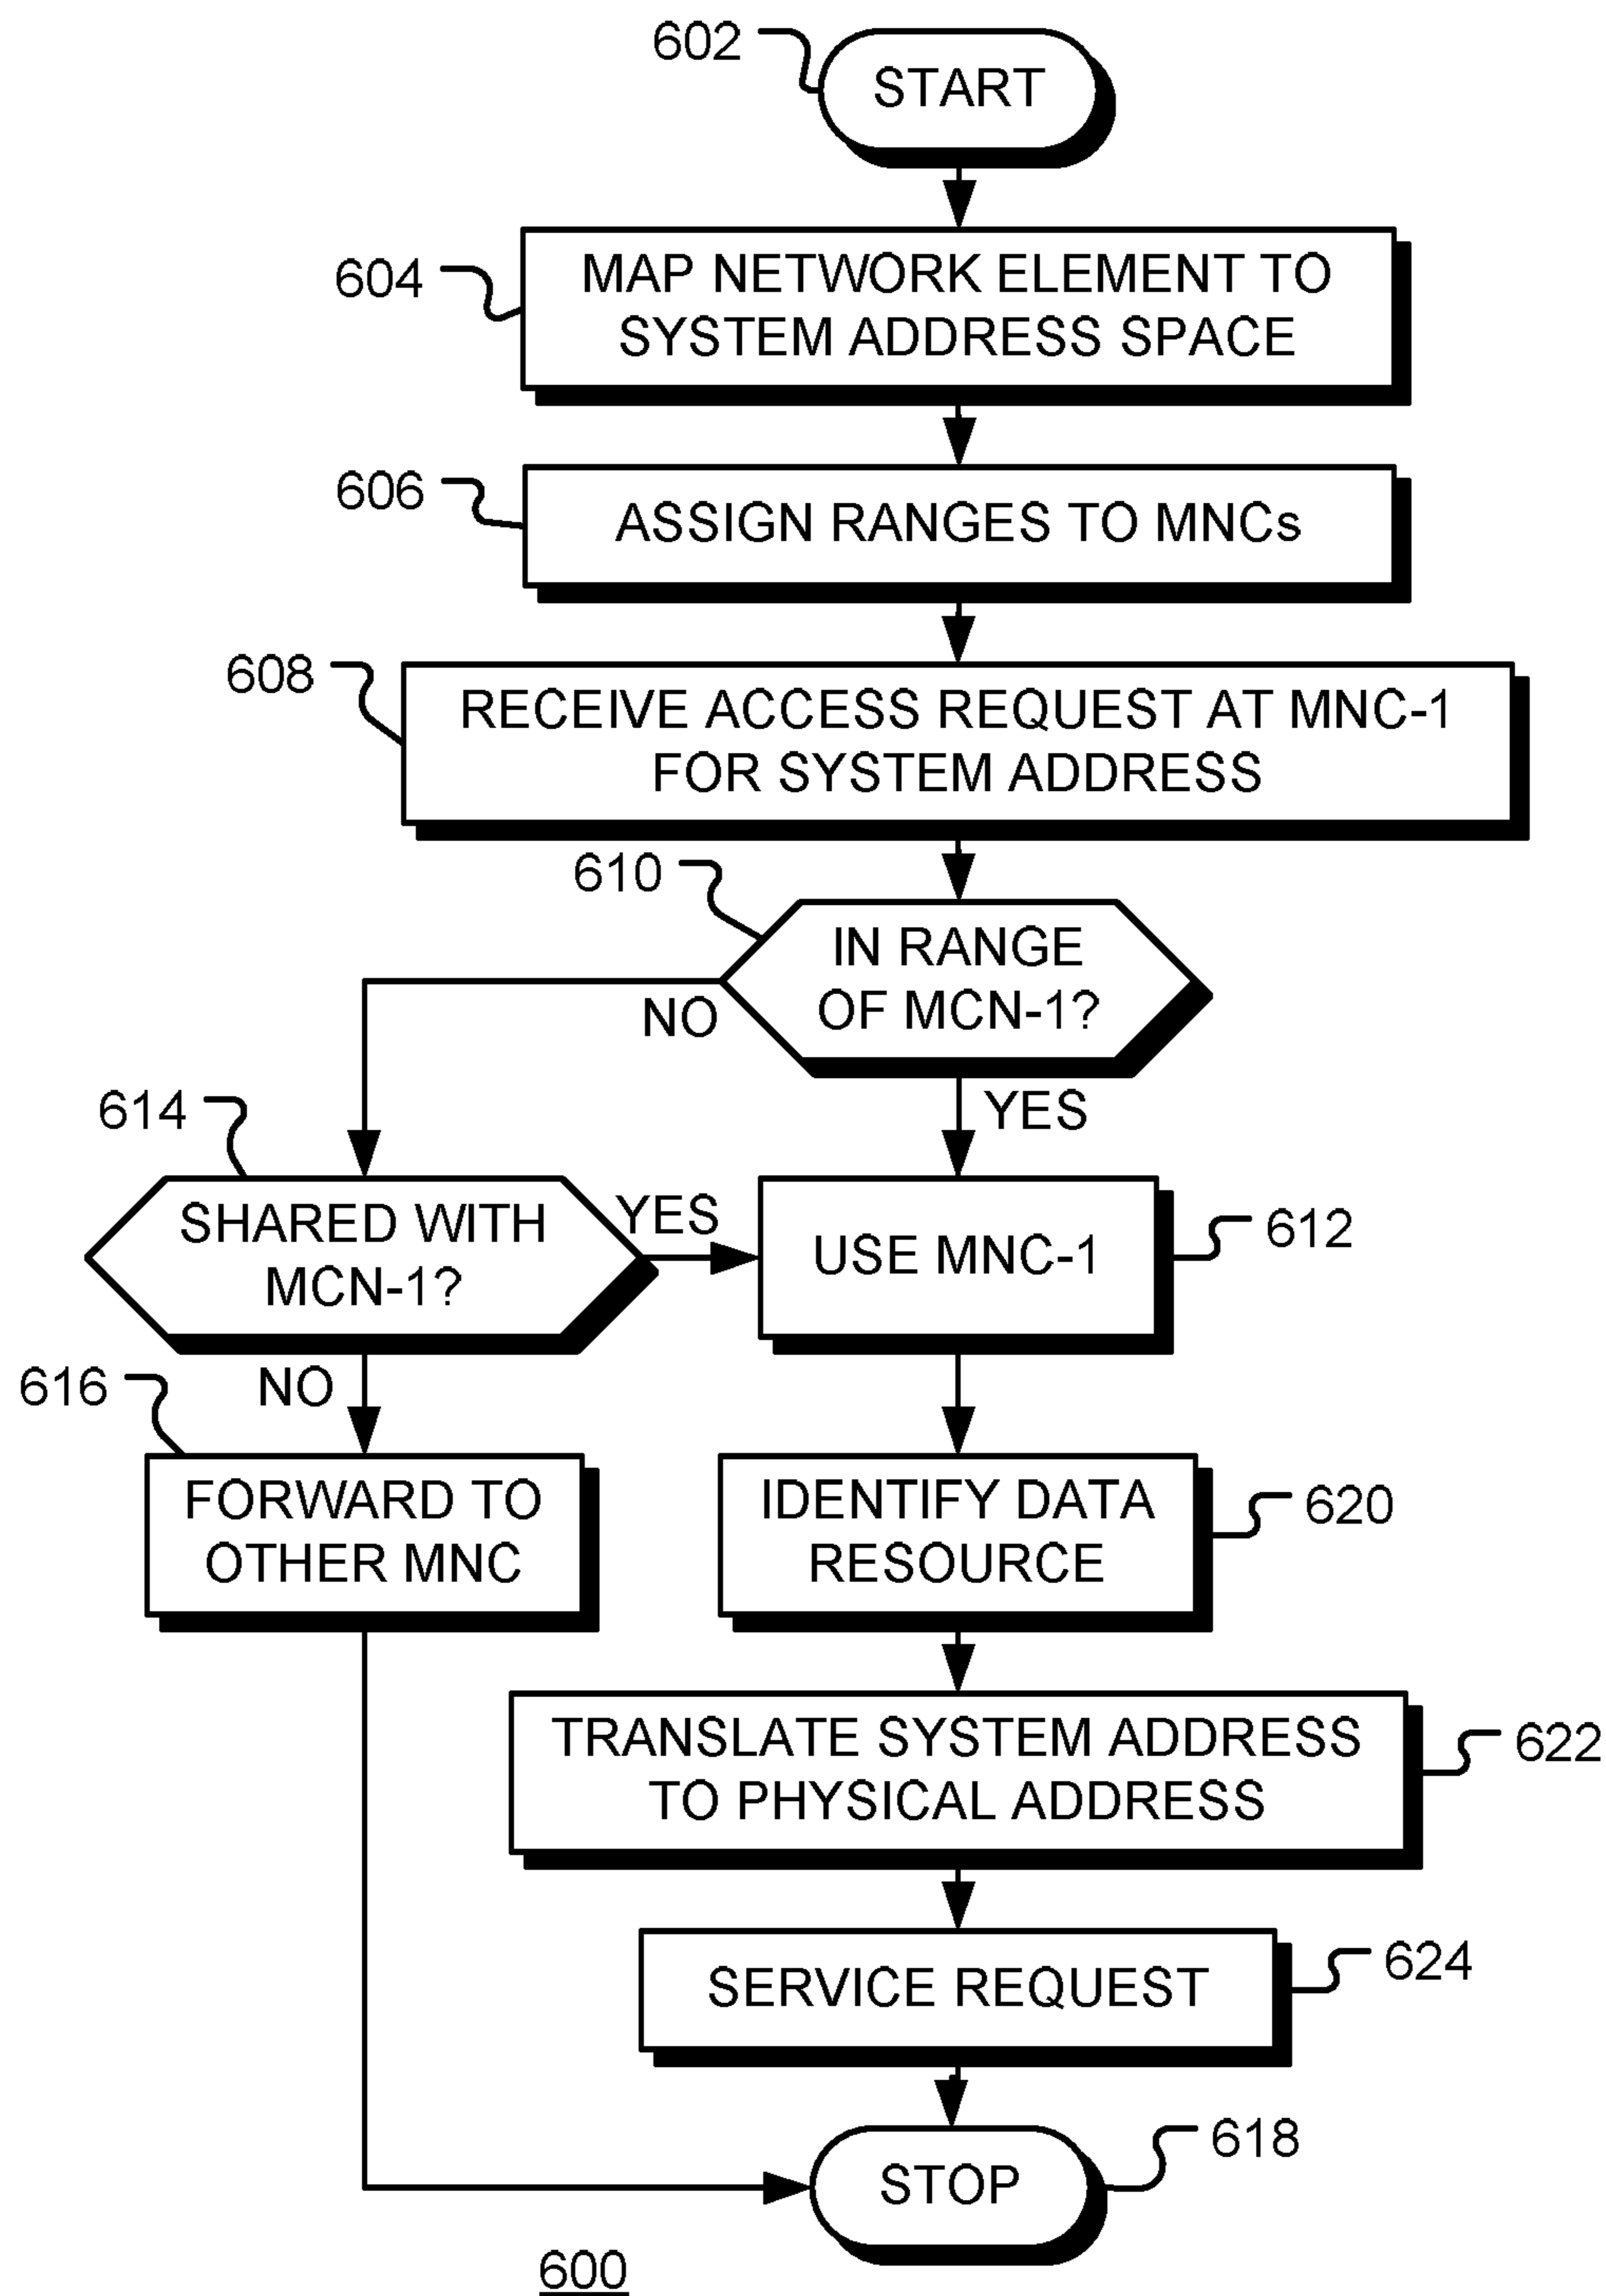 602
START
604
MAP NETWORK ELEMENT TO
SYSTEM ADDRESS SPACE
606
ASSIGN RANGES TO MNCs
608
RECEIVE ACCESS REQUEST AT MNC-1
FOR SYSTEM ADDRESS
610
IN RANGE
OF MCN-1?
NO
YES
614
SHARED WITH
MCN-1?
YES
USE MNC-1
612
616
NO
FORWARD TO
OTHER MNC
IDENTIFY DATA
RESOURCE
620
TRANSLATE SYSTEM ADDRESS
TO PHYSICAL ADDRESS
622
SERVICE REQUEST
624
STOP
618
600